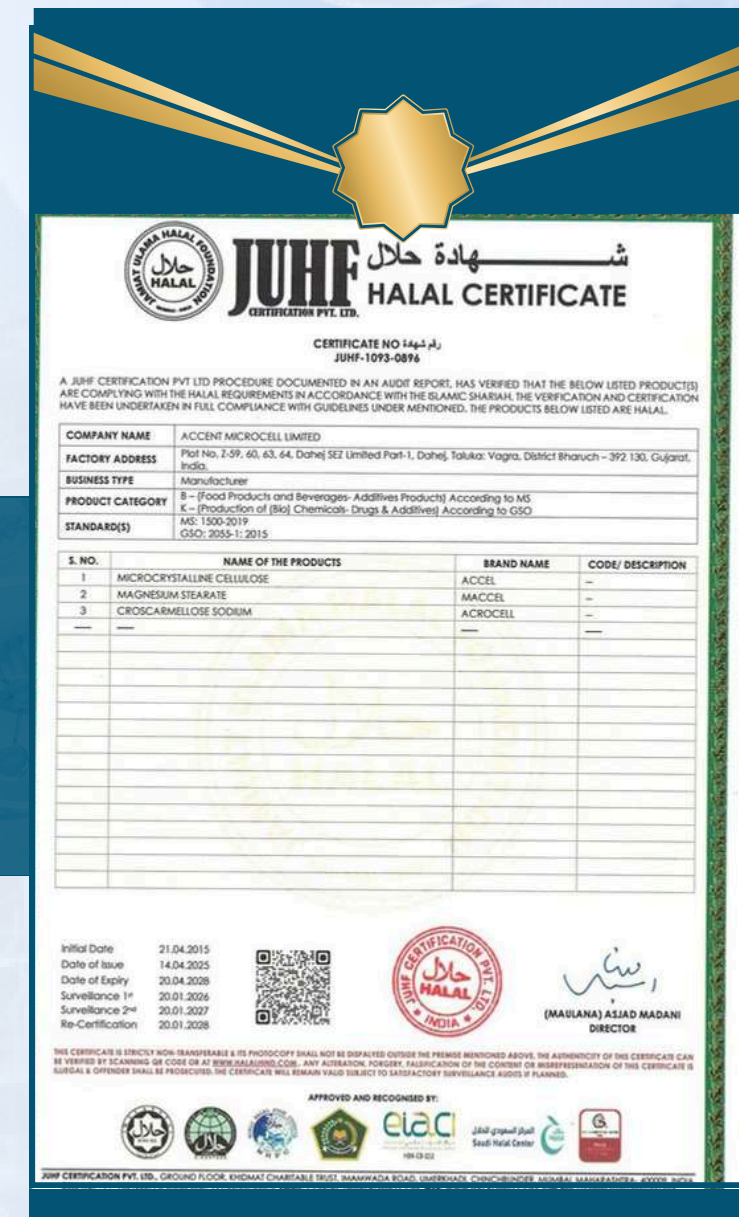 JAMIAT ULAMA HALAL FOUNDATION
حلال
HALAL
JUHF
CERTIFICATION PVT. LTD.
شـــهادة حلال
HALAL CERTIFICATE
CERTIFICATE NO رقم شهادة
JUHF-1093-0896
A JUHF CERTIFICATION PVT LTD PROCEDURE DOCUMENTED IN AN AUDIT REPORT, HAS VERIFIED THAT THE BELOW LISTED PRODUCT(S)
ARE COMPLYING WITH THE HALAL REQUIREMENTS IN ACCORDANCE WITH THE ISLAMIC SHARIAH. THE VERIFICATION AND CERTIFICATION
HAVE BEEN UNDERTAKEN IN FULL COMPLIANCE WITH GUIDELINES UNDER MENTIONED. THE PRODUCTS BELOW LISTED ARE HALAL.
COMPANY NAME ACCENT MICROCELL LIMITED
FACTORY ADDRESS Plot No, Z-59, 60, 63, 64, Dahej SEZ Limited Part-1, Dahej, Taluka: Vagra, District Bharuch – 392 130, Gujarat,
India.
BUSINESS TYPE Manufacturer
PRODUCT CATEGORY B – (Food Products and Beverages- Additives Products) According to MS
K – (Production of (Bio) Chemicals- Drugs & Additives) According to GSO
STANDARD(S) MS: 1500-2019
GSO: 2055-1: 2015
S. NO. NAME OF THE PRODUCTS BRAND NAME CODE/ DESCRIPTION
1 MICROCRYSTALLINE CELLULOSE ACCEL –
2 MAGNESIUM STEARATE MACCEL –
3 CROSCARMELLOSE SODIUM ACROCELL –
— — — —
Initial Date 21.04.2015
Date of Issue 14.04.2025
Date of Expiry 20.04.2028
Surveillance 1st 20.01.2026
Surveillance 2nd 20.01.2027
Re-Certification 20.01.2028
JUHF CERTIFICATION PVT. LTD.
حلال
HALAL
INDIA
(MAULANA) ASJAD MADANI
DIRECTOR
THIS CERTIFICATE IS STRICTLY NON-TRANSFERABLE & ITS PHOTOCOPY SHALL NOT BE DISPALYED OUTSIDE THE PREMISE MENTIONED ABOVE, THE AUTHENTICITY OF THIS CERTIFICATE CAN
BE VERIFIED BY SCANNING QR CODE OR AT WWW.HALALHIND.COM.. ANY ALTERATION, FORGERY, FALSIFICATION OF THE CONTENT OR MISREPRESENTATION OF THIS CERTIFICATE IS
ILLEGAL & OFFENDER SHALL BE PROSECUTED. THE CERTIFICATE WILL REMAIN VALID SUBJECT TO SATISFACTORY SURVEILLANCE AUDITS IF PLANNED.
APPROVED AND RECOGNISED BY:
eiaci
المركز السعودي للحلال
Saudi Halal Center
JUHF CERTIFICATION PVT. LTD., GROUND FLOOR, KHIDMAT CHARITABLE TRUST, IMAMWADA ROAD, UMERKHADI, CHINCHBUNDER, MUMBAI, MAHARASHTRA- 400009, INDIA